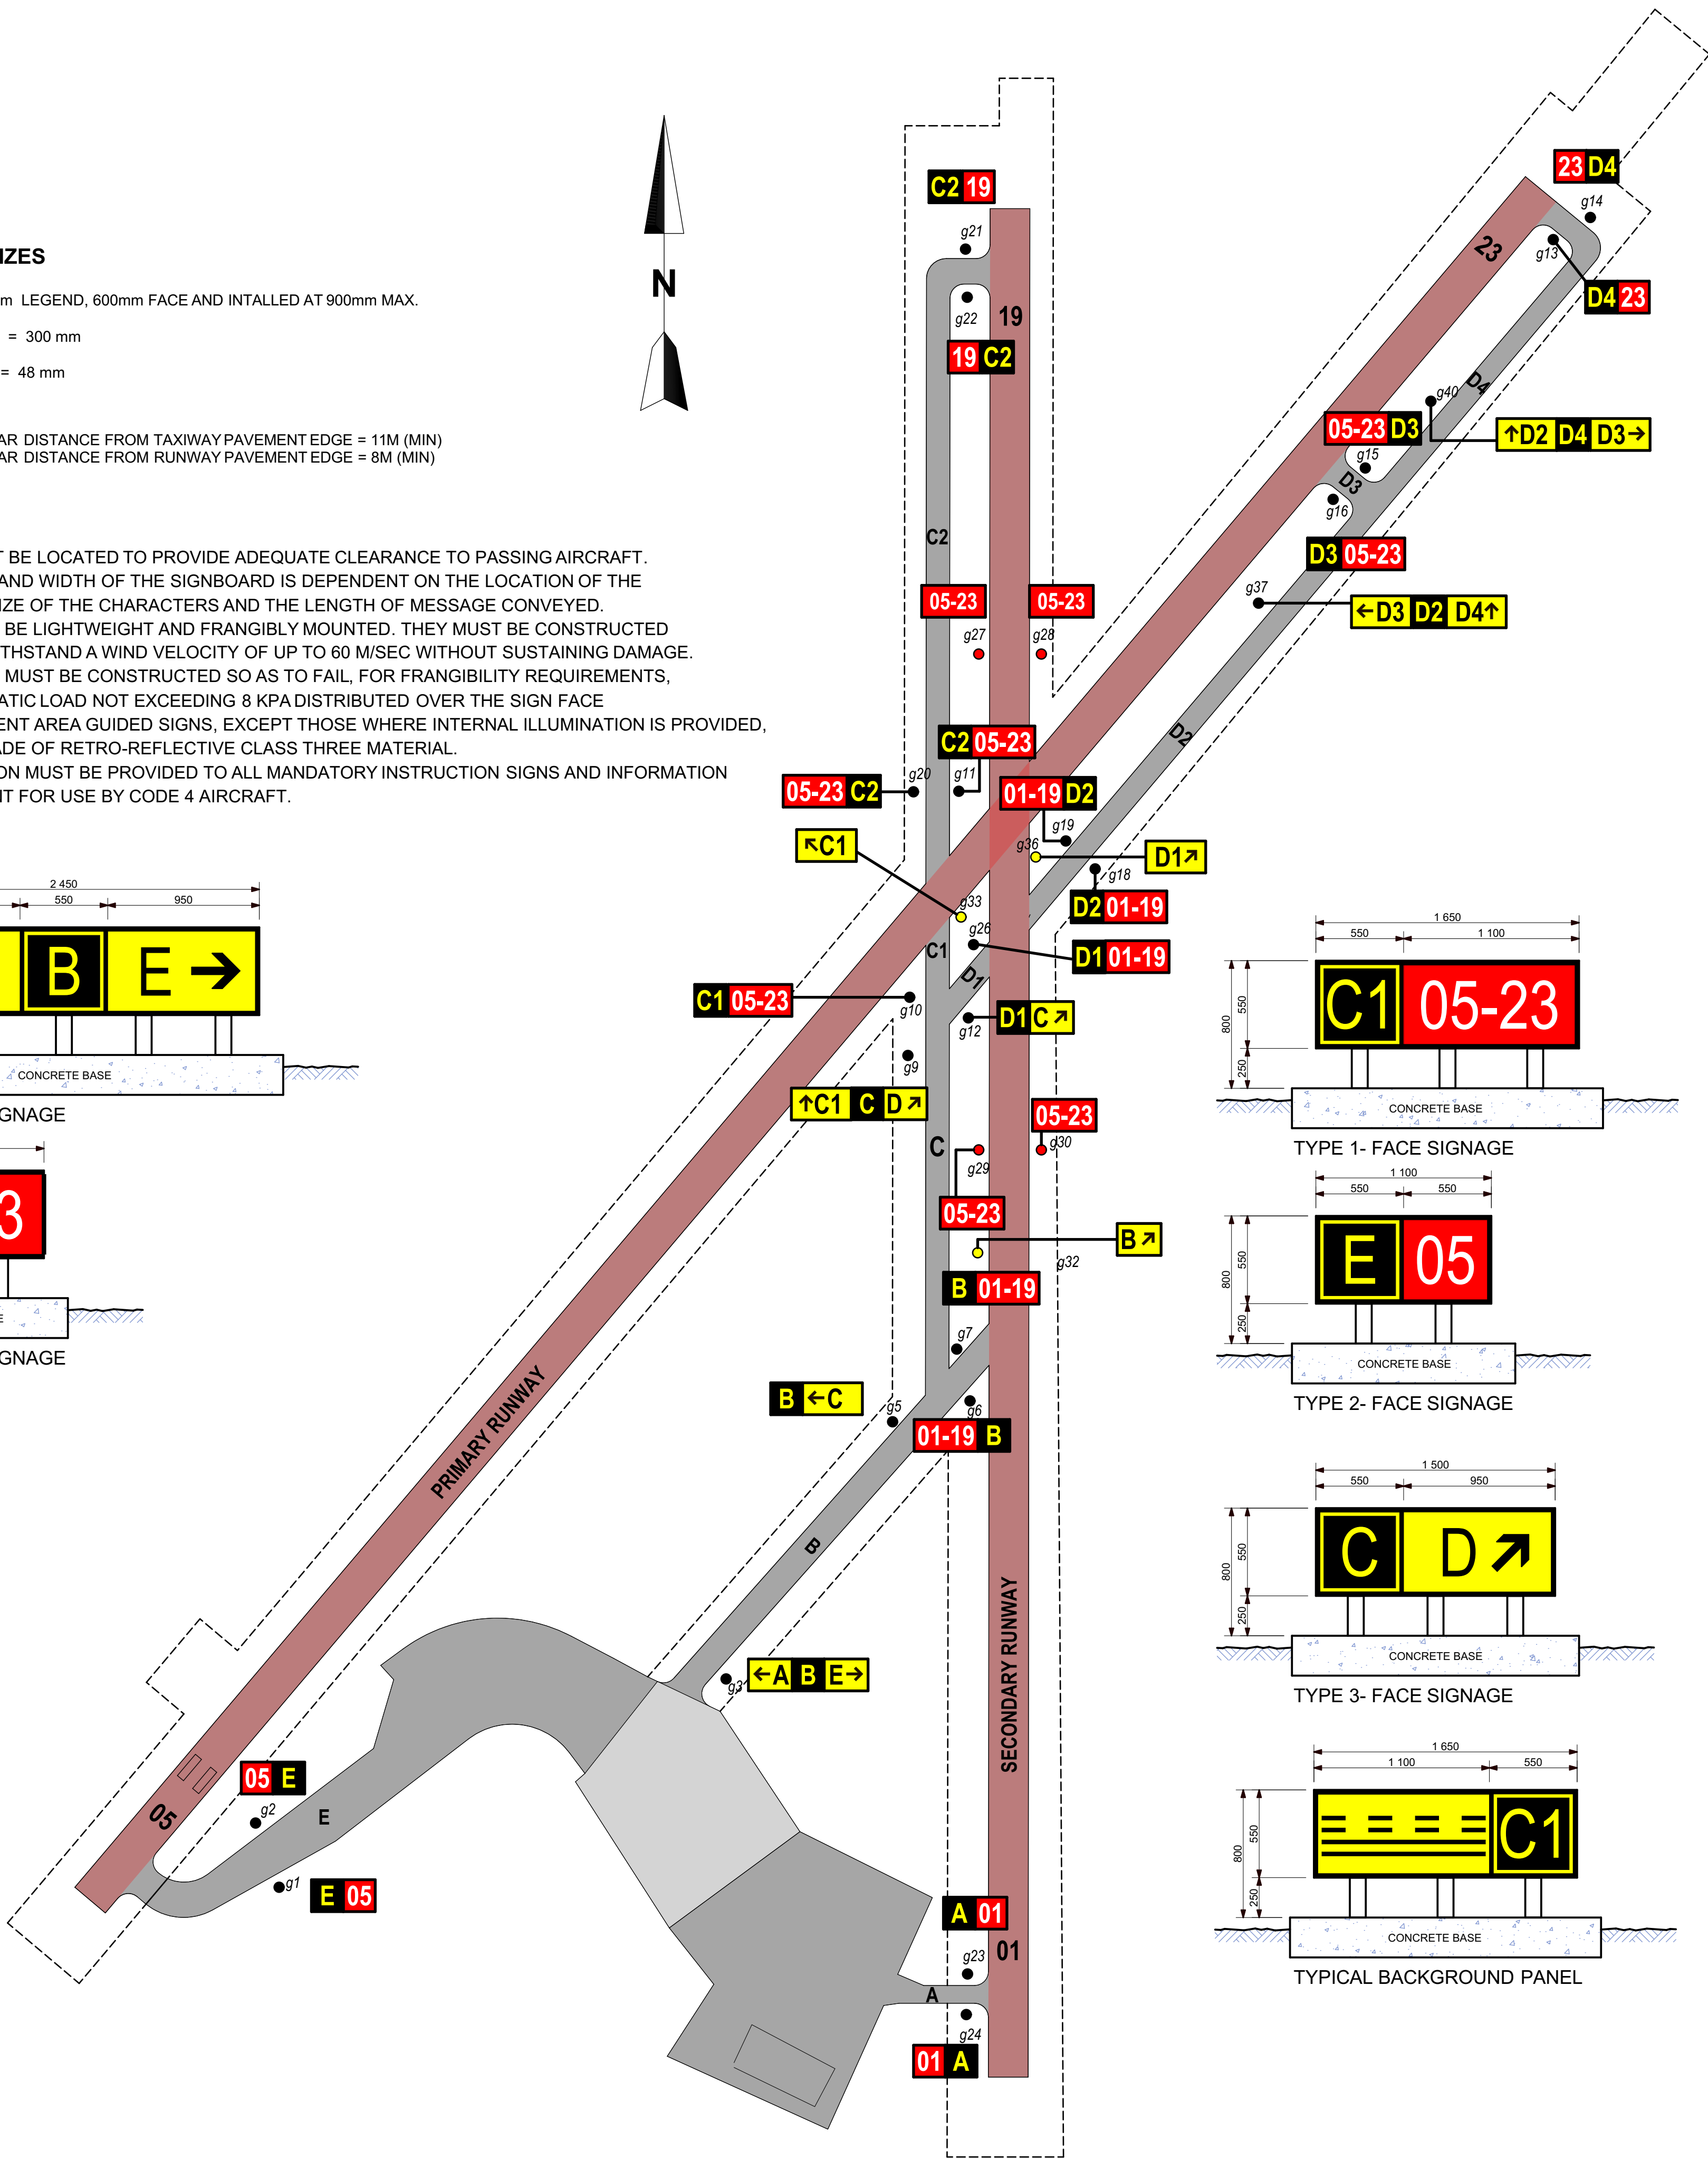 N
IZES
m LEGEND, 600mm FACE AND INTALLED AT 900mm MAX.
= 300 mm
= 48 mm
AR DISTANCE FROM TAXIWAY PAVEMENT EDGE = 11M (MIN)
AR DISTANCE FROM RUNWAY PAVEMENT EDGE = 8M (MIN)
T BE LOCATED TO PROVIDE ADEQUATE CLEARANCE TO PASSING AIRCRAFT.
AND WIDTH OF THE SIGNBOARD IS DEPENDENT ON THE LOCATION OF THE
IZE OF THE CHARACTERS AND THE LENGTH OF MESSAGE CONVEYED.
BE LIGHTWEIGHT AND FRANGIBLY MOUNTED. THEY MUST BE CONSTRUCTED
ITHSTAND A WIND VELOCITY OF UP TO 60 M/SEC WITHOUT SUSTAINING DAMAGE.
MUST BE CONSTRUCTED SO AS TO FAIL, FOR FRANGIBILITY REQUIREMENTS,
ATIC LOAD NOT EXCEEDING 8 KPA DISTRIBUTED OVER THE SIGN FACE
ENT AREA GUIDED SIGNS, EXCEPT THOSE WHERE INTERNAL ILLUMINATION IS PROVIDED,
ADE OF RETRO-REFLECTIVE CLASS THREE MATERIAL.
ON MUST BE PROVIDED TO ALL MANDATORY INSTRUCTION SIGNS AND INFORMATION
NT FOR USE BY CODE 4 AIRCRAFT.
2 450
550 950
B E →
CONCRETE BASE
GNAGE
3
E
GNAGE
C2 19
g21
g22
19
19 C2
23 D4
g14
23
g13
D4 23
D4
g40
↑D2 D4 D3→
05-23 D3
g15
D3
g16
D3 05-23
g37
←D3 D2 D4↑
C2
05-23
05-23
g27
g28
D2
C2 05-23
g20
g11
05-23 C2
01-19 D2
g19
↖C1
g36
D1↗
g18
D2 01-19
g33
g26
C1
D1 01-19
D1
C1 05-23
g10
D1 C↗
g12
g9
↑C1 C D↗
05-23
C
g30
g29
05-23
B↗
g32
B 01-19
g7
B ←C
g5
g6
01-19 B
PRIMARY RUNWAY
B
SECONDARY RUNWAY
g3
←A B E→
05 E
g2
05
E
g1
E 05
A 01
01
g23
A
g24
01 A
1 650
550 1 100
800 550 250
C1 05-23
CONCRETE BASE
TYPE 1- FACE SIGNAGE
1 100
550 550
800 550 250
E 05
CONCRETE BASE
TYPE 2- FACE SIGNAGE
1 500
550 950
800 550 250
C D↗
CONCRETE BASE
TYPE 3- FACE SIGNAGE
1 650
1 100 550
800 550 250
C1
CONCRETE BASE
TYPICAL BACKGROUND PANEL